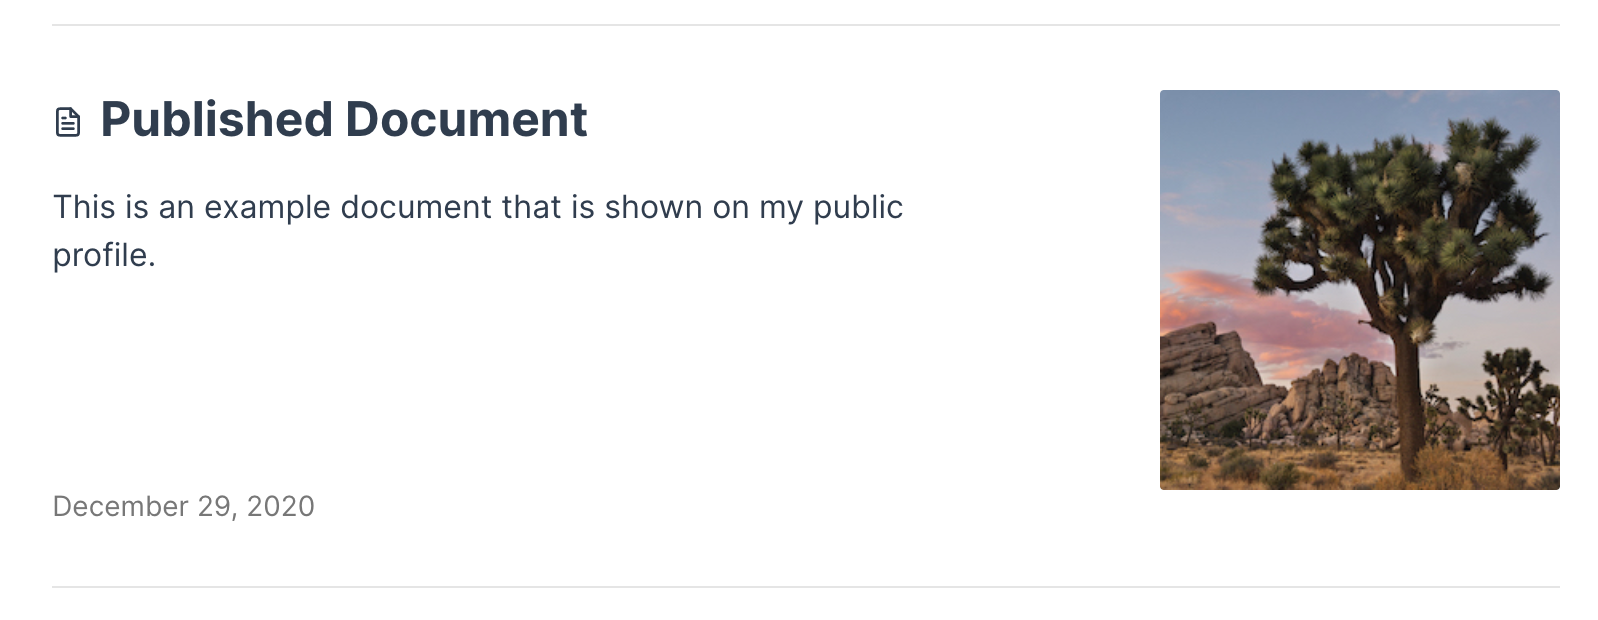 Published Document
This is an example document that is shown on my public
profile.
December 29, 2020